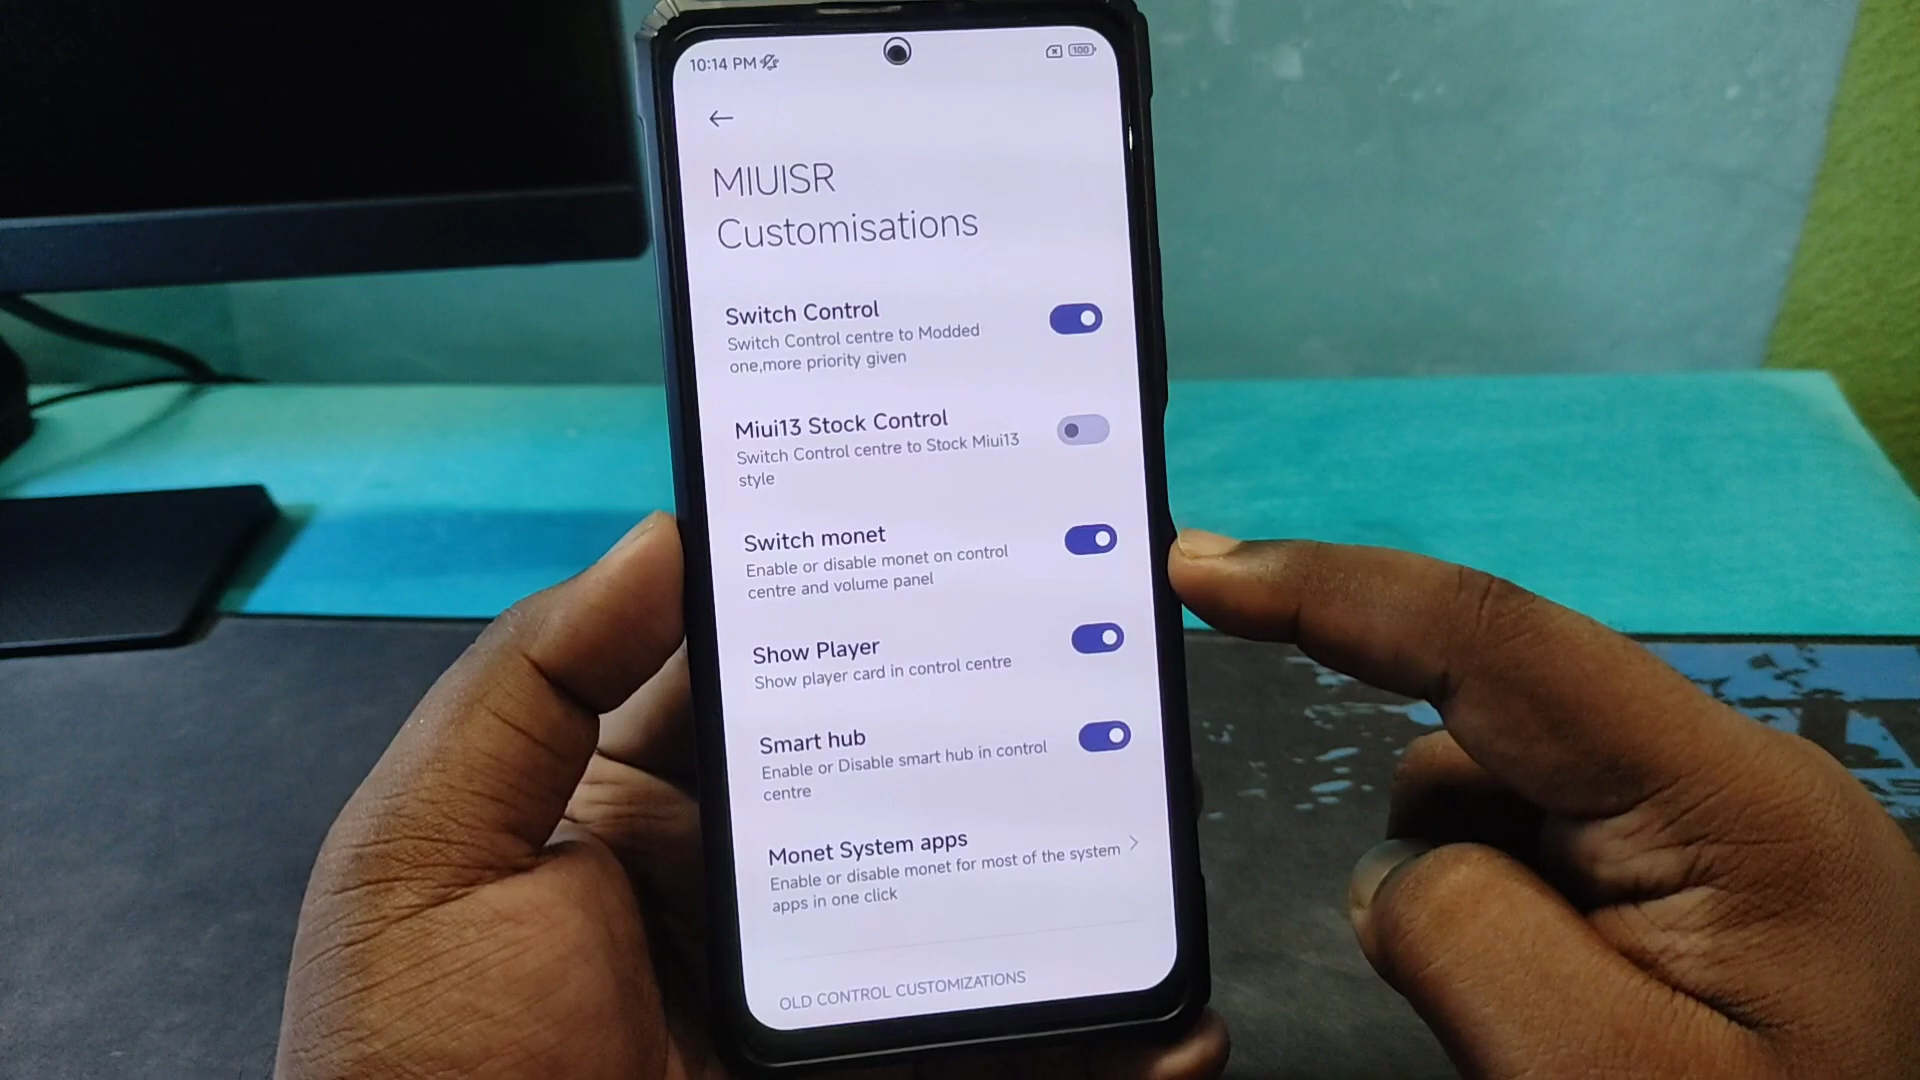 10:14 PM
100
MIUISR
Customisations
Switch Control
Switch Control centre to Modded
one,more priority given
Miui13 Stock Control
Switch Control centre to Stock Miui13
style
Switch monet
Enable or disable monet on control
centre and volume panel
Show Player
Show player card in control centre
Smart hub
Enable or Disable smart hub in control
centre
Monet System apps
Enable or disable monet for most of the system
apps in one click
OLD CONTROL CUSTOMIZATIONS